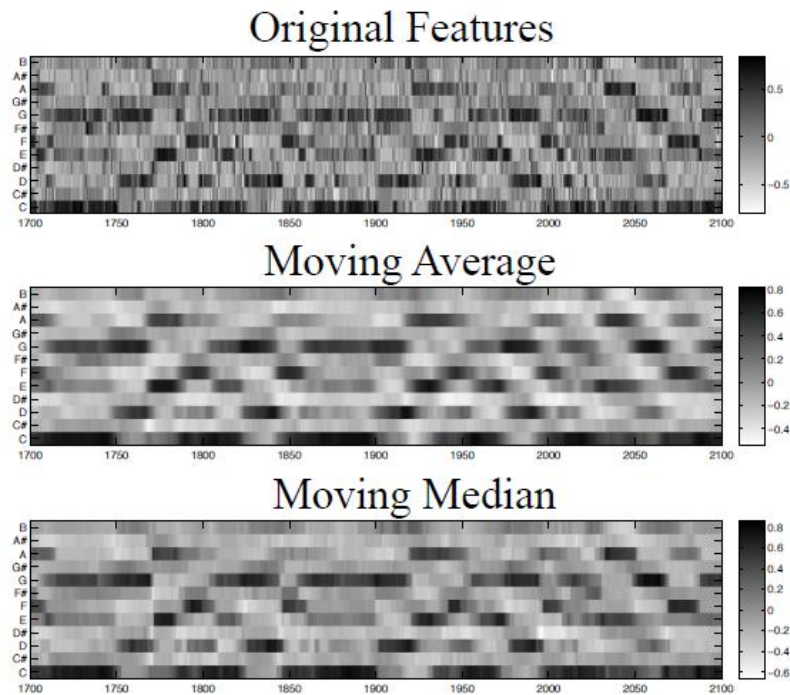 Original Features
B
A#
A
G#
G
F#
F
E
D#
D
C#
C
1700 1750 1800 1850 1900 1950 2000 2050 2100
0.5
0
−0.5
Moving Average
B
A#
A
G#
G
F#
F
E
D#
D
C#
C
1700 1750 1800 1850 1900 1950 2000 2050 2100
0.8
0.6
0.4
0.2
0
−0.2
−0.4
Moving Median
B
A#
A
G#
G
F#
F
E
D#
D
C#
C
1700 1750 1800 1850 1900 1950 2000 2050 2100
0.8
0.6
0.4
0.2
0
−0.2
−0.4
−0.6